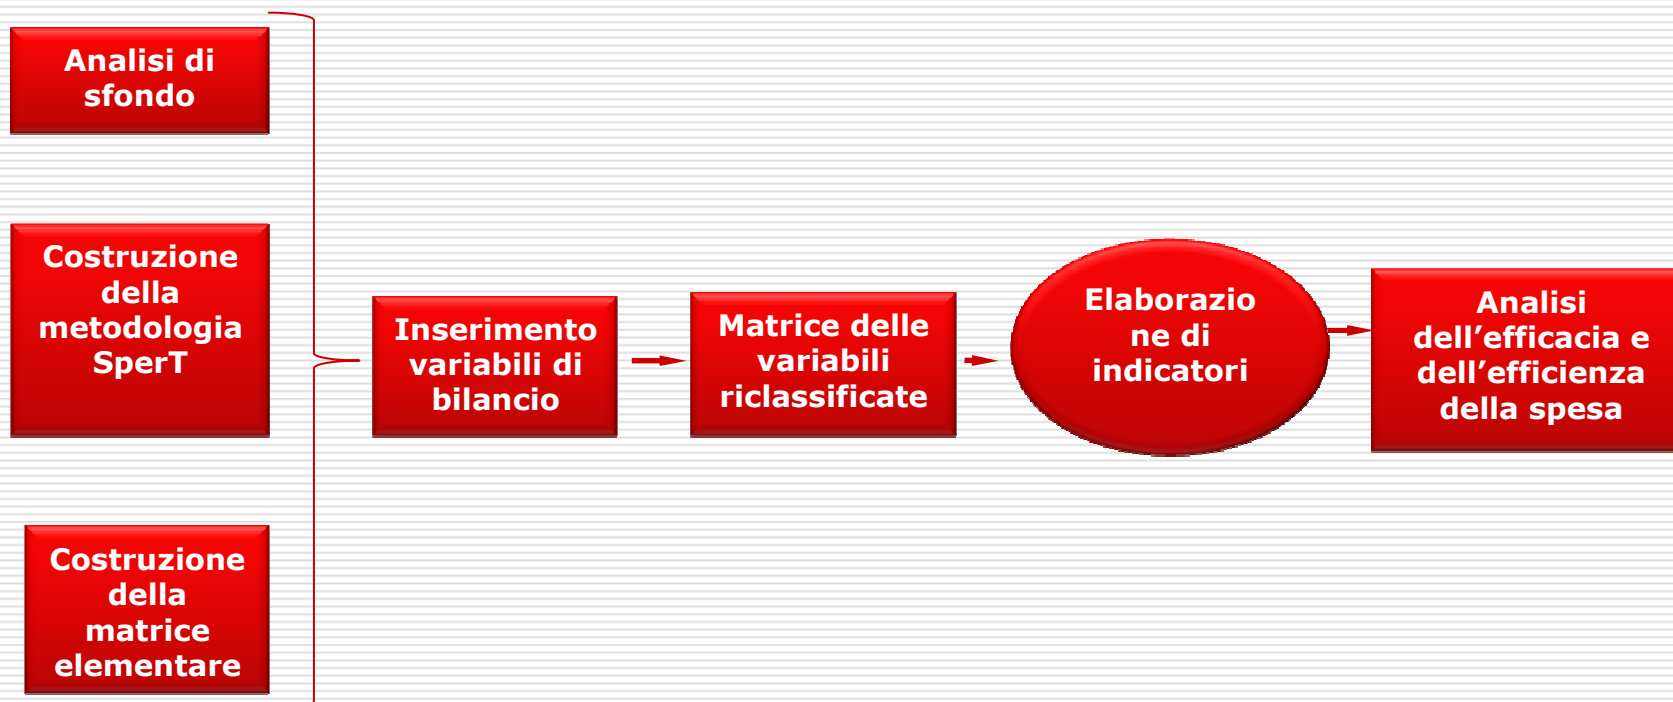 Analisi di
sfondo
Costruzione
della
metodologia
SperT
Costruzione
della
matrice
elementare
Inserimento
variabili di
bilancio
Matrice delle
variabili
riclassificate
Elaborazio
ne di
indicatori
Analisi
dell’efficacia e
dell’efficienza
della spesa